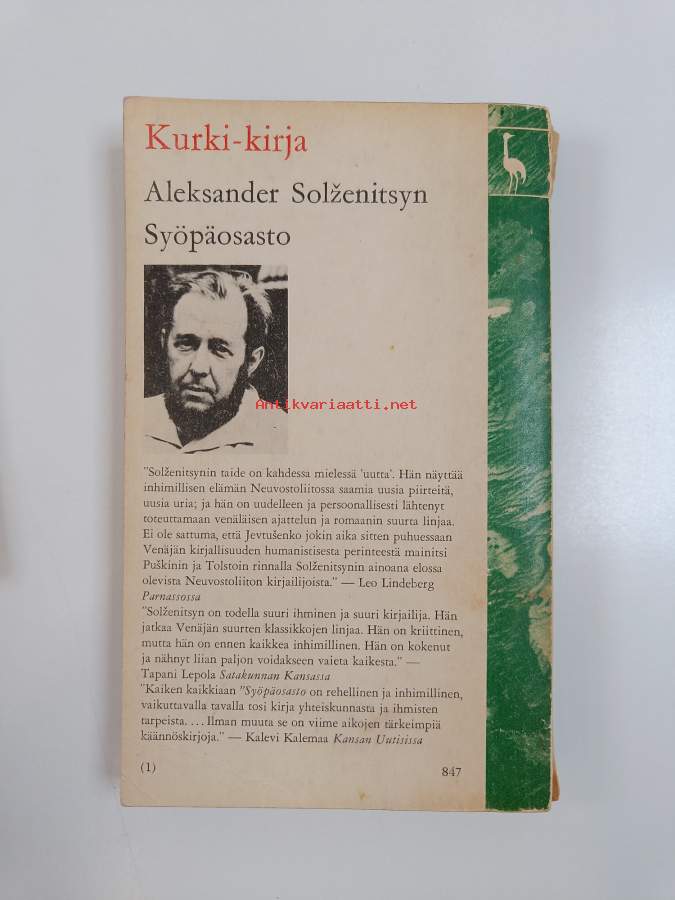 Kurki-kirja
Aleksander Solženitsyn
Syöpäosasto
Antikvariaatti.net
"Solženitsynin taide on kahdessa mielessä 'uutta'. Hän näyttää
inhimillisen elämän Neuvostoliitossa saamia uusia piirteitä,
uusia uria; ja hän on uudelleen ja persoonallisesti lähtenyt
toteuttamaan venäläisen ajattelun ja romaanin suurta linjaa.
Ei ole sattuma, että Jevtušenko jokin aika sitten puhuessaan
Venäjän kirjallisuuden humanistisesta perinteestä mainitsi
Puškinin ja Tolstoin rinnalla Solženitsynin ainoana elossa
olevista Neuvostoliiton kirjailijoista." — Leo Lindeberg
Parnassossa
"Solženitsyn on todella suuri ihminen ja suuri kirjailija. Hän
jatkaa Venäjän suurten klassikkojen linjaa. Hän on kriittinen,
mutta hän on ennen kaikkea inhimillinen. Hän on kokenut
ja nähnyt liian paljon voidakseen vaieta kaikesta." —
Tapani Lepola Satakunnan Kansassa
"Kaiken kaikkiaan "Syöpäosasto on rehellinen ja inhimillinen,
vaikuttavalla tavalla tosi kirja yhteiskunnasta ja ihmisten
tarpeista. ... Ilman muuta se on viime aikojen tärkeimpiä
käännöskirjoja." — Kalevi Kalemaa Kansan Uutisissa
(1) 847